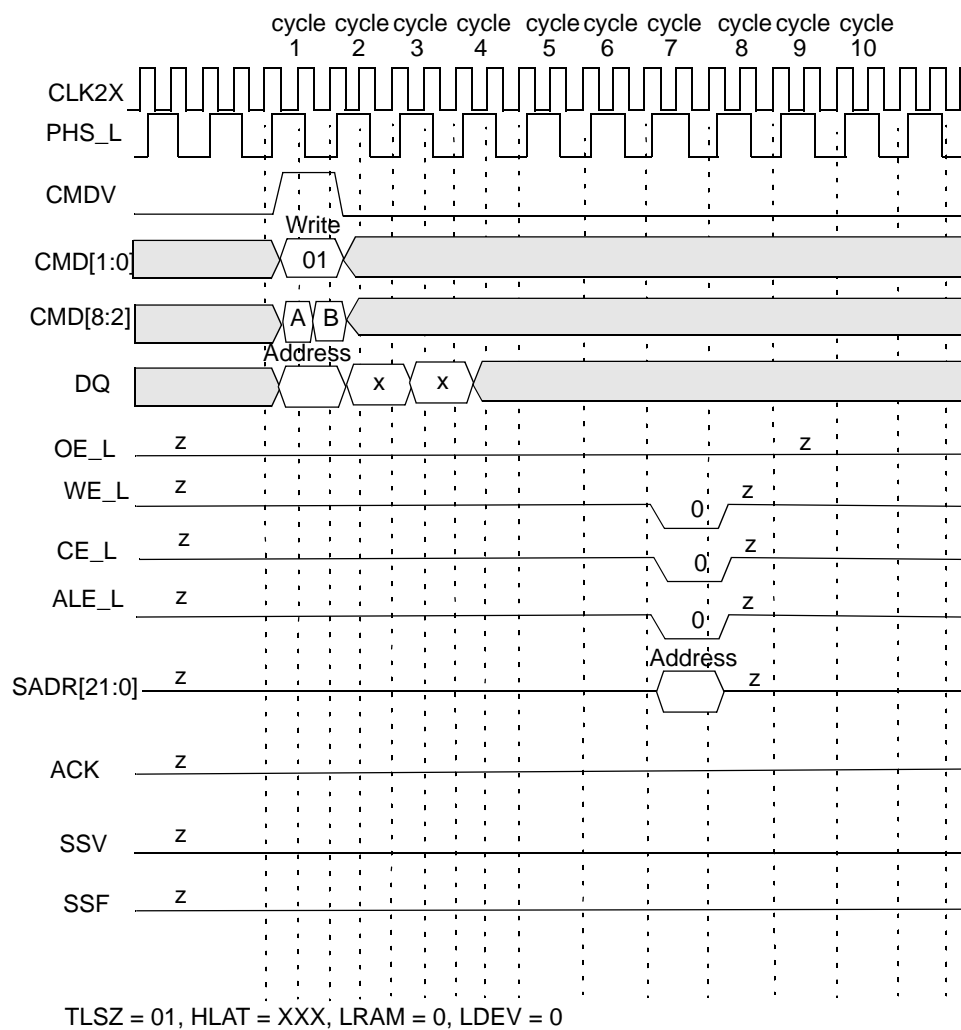 cycle cycle cycle cycle cycle cycle cycle cycle cycle cycle
1 2 3 4 5 6 7 8 9 10
CLK2X
PHS_L
CMDV
Write
CMD[1:0] 01
CMD[8:2] A B
Address
DQ x x
OE_L z z
WE_L z 0 z
CE_L z 0 z
ALE_L z 0 z
Address
SADR[21:0] z z
ACK z
SSV z
SSF z
TLSZ = 01, HLAT = XXX, LRAM = 0, LDEV = 0